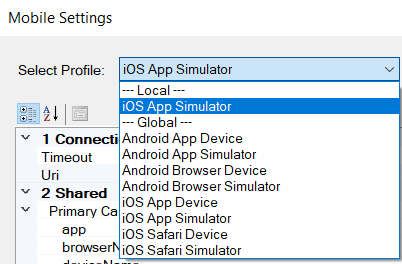 Mobile Settings
Select Profile: iOS App Simulator
--- Local ---
iOS App Simulator
--- Global ---
Android App Device
Android App Simulator
Android Browser Device
Android Browser Simulator
iOS App Device
iOS App Simulator
iOS Safari Device
iOS Safari Simulator
1 Connectio
Timeout
Uri
2 Shared
Primary Ca
app
browserN